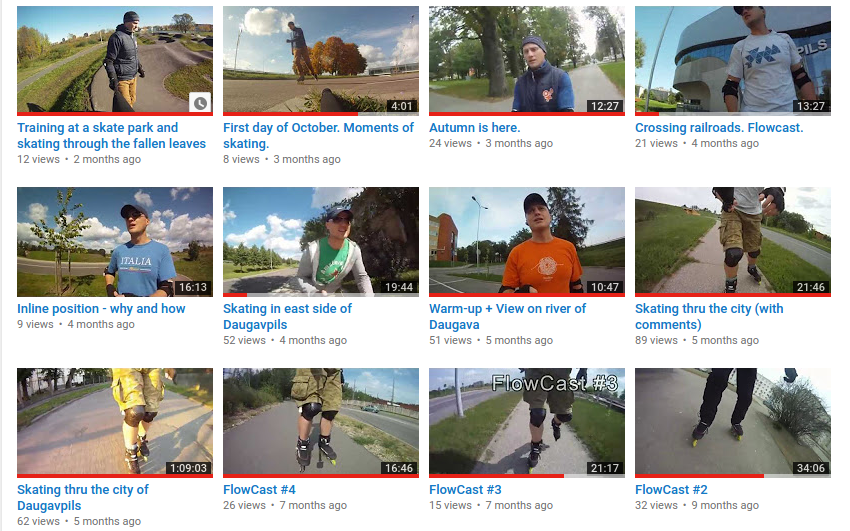 4:01
12:27
PILS
13:27
Training at a skate park and
skating through the fallen leaves
12 views • 2 months ago
First day of October. Moments of
skating.
8 views • 3 months ago
Autumn is here.
24 views • 3 months ago
Crossing railroads. Flowcast.
21 views • 4 months ago
ITALIA
16:13
19:44
10:47
21:46
Inline position - why and how
9 views • 4 months ago
Skating in east side of
Daugavpils
52 views • 4 months ago
Warm-up + View on river of
Daugava
51 views • 5 months ago
Skating thru the city (with
comments)
89 views • 5 months ago
FlowCast #3
1:09:03
16:46
21:17
34:06
Skating thru the city of
Daugavpils
62 views • 5 months ago
FlowCast #4
26 views • 7 months ago
FlowCast #3
15 views • 7 months ago
FlowCast #2
32 views • 9 months ago